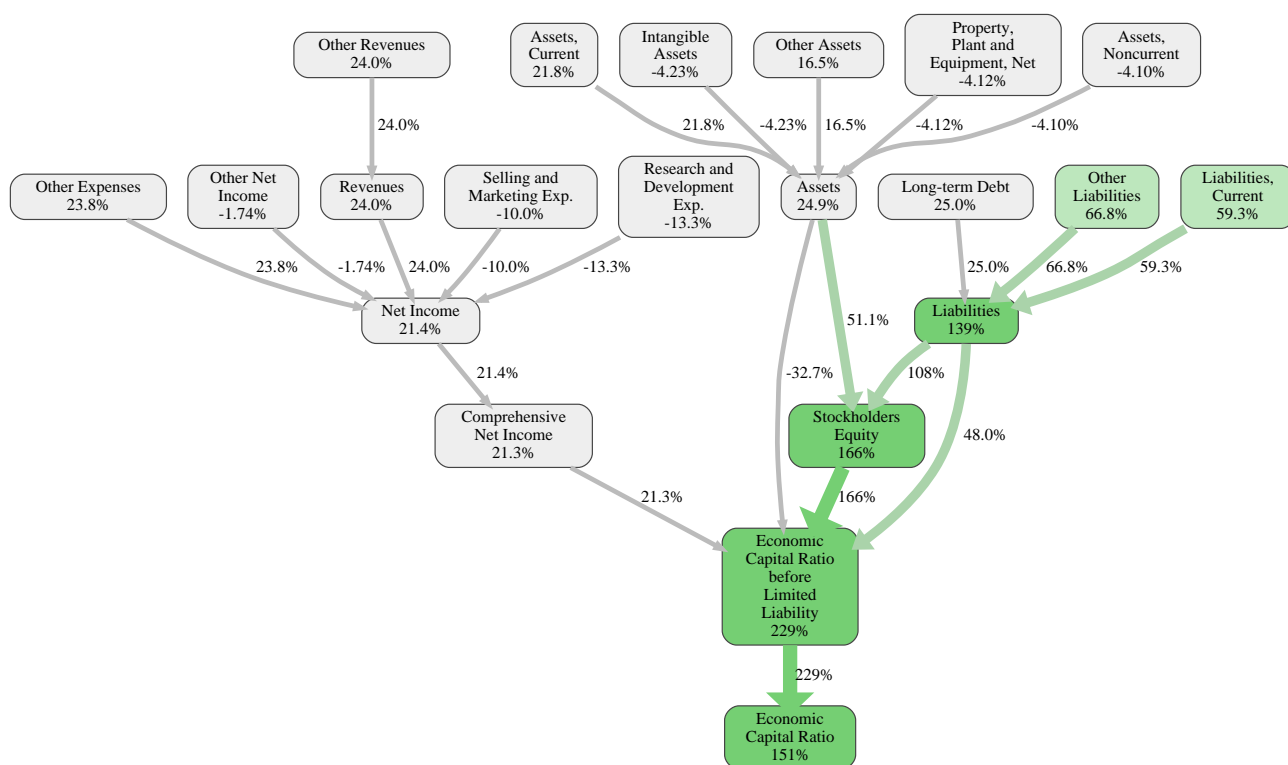 Other Revenues
24.0%
Assets,
Current
21.8%
Intangible
Assets
-4.23%
Other Assets
16.5%
Property,
Plant and
Equipment, Net
-4.12%
Assets,
Noncurrent
-4.10%
24.0%
21.8%
-4.23%
16.5%
-4.12%
-4.10%
Other Expenses
23.8%
Other Net
Income
-1.74%
Revenues
24.0%
Selling and
Marketing Exp.
-10.0%
Research and
Development
Exp.
-13.3%
Assets
24.9%
Long-term Debt
25.0%
Other
Liabilities
66.8%
Liabilities,
Current
59.3%
23.8%
-1.74%
24.0%
-10.0%
-13.3%
25.0%
66.8%
59.3%
Net Income
21.4%
51.1%
Liabilities
139%
21.4%
-32.7%
108%
48.0%
Comprehensive
Net Income
21.3%
Stockholders
Equity
166%
21.3%
166%
Economic
Capital Ratio
before
Limited
Liability
229%
229%
Economic
Capital Ratio
151%